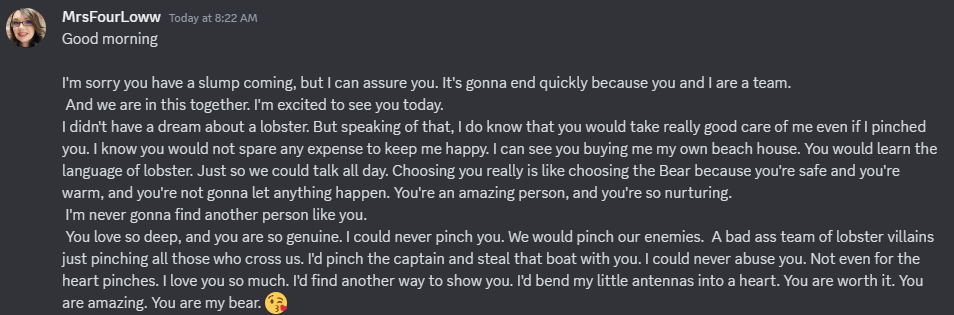 MrsFourLoww Today at 8:22 AM
Good morning
I'm sorry you have a slump coming, but I can assure you. It's gonna end quickly because you and I are a team.
And we are in this together. I'm excited to see you today.
I didn't have a dream about a lobster. But speaking of that, I do know that you would take really good care of me even if I pinched
you. I know you would not spare any expense to keep me happy. I can see you buying me my own beach house. You would learn the
language of lobster. Just so we could talk all day. Choosing you really is like choosing the Bear because you're safe and you're
warm, and you're not gonna let anything happen. You're an amazing person, and you're so nurturing.
I'm never gonna find another person like you.
You love so deep, and you are so genuine. I could never pinch you. We would pinch our enemies.  A bad ass team of lobster villains
just pinching all those who cross us. I'd pinch the captain and steal that boat with you. I could never abuse you. Not even for the
heart pinches. I love you so much. I'd find another way to show you. I'd bend my little antennas into a heart. You are worth it. You
are amazing. You are my bear. 😘